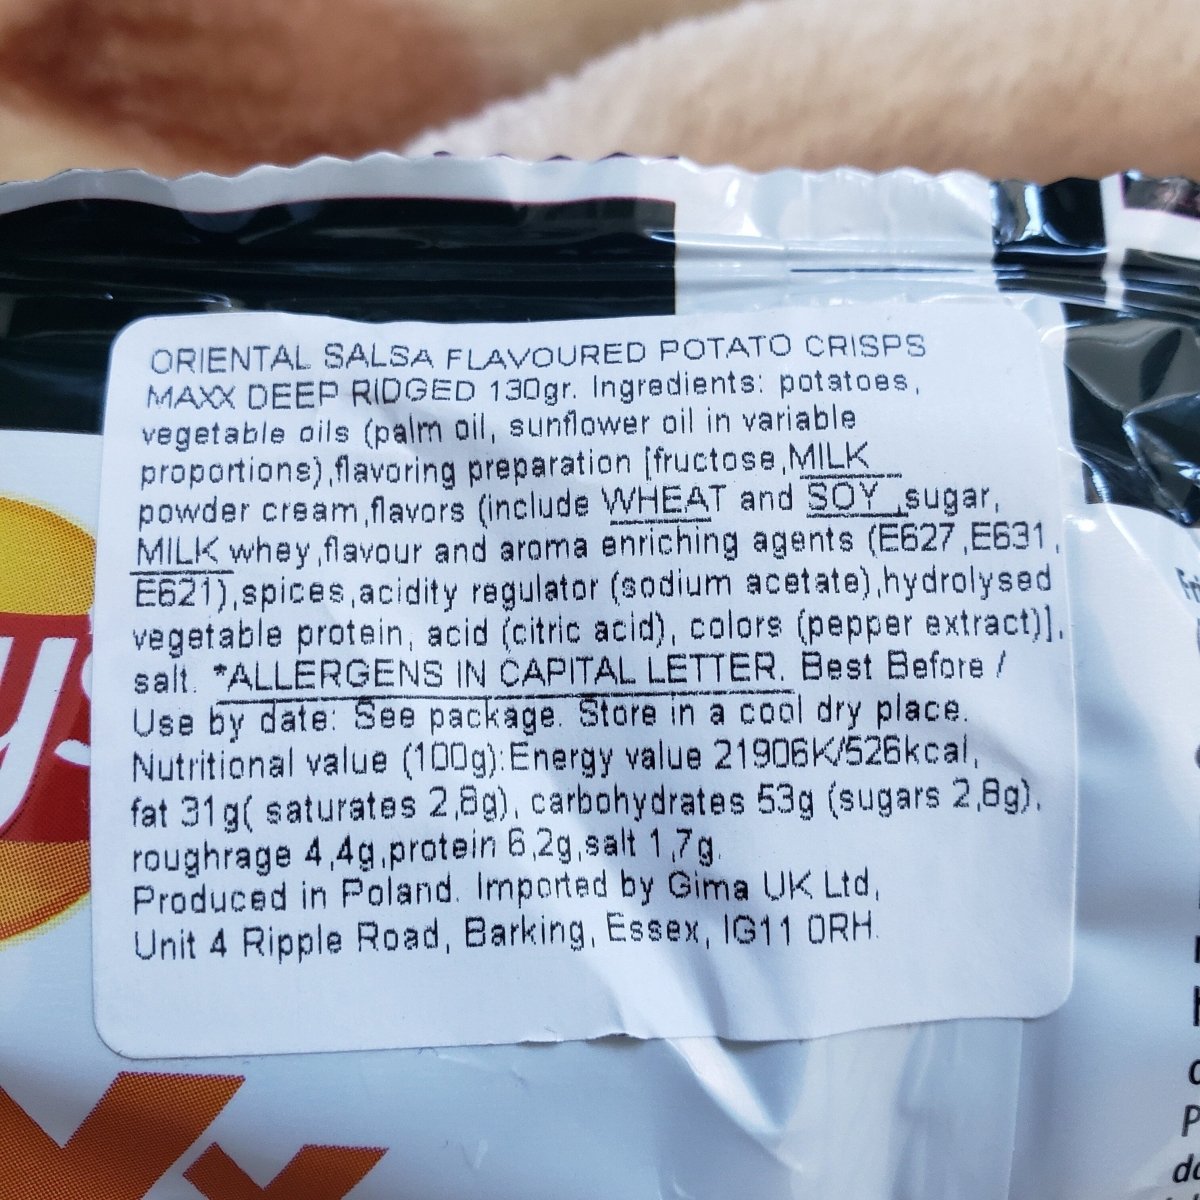 ORIENTAL SALSA FLAVOURED POTATO CRISPS
MAXX DEEP RIDGED 130gr. Ingredients: potatoes,
vegetable oils (palm oil, sunflower oil in variable
proportions),flavoring preparation [fructose,MILK
powder cream,flavors (include WHEAT and SOY ,sugar,
MILK whey,flavour and aroma enriching agents (E627,E631,
E621),spices,acidity regulator (sodium acetate),hydrolysed
vegetable protein, acid (citric acid), colors (pepper extract)],
salt. *ALLERGENS IN CAPITAL LETTER. Best Before /
Use by date: See package. Store in a cool dry place.
Nutritional value (100g):Energy value 21906K/526kcal,
fat 31g( saturates 2,8g), carbohydrates 53g (sugars 2,8g),
roughrage 4,4g,protein 6,2g,salt 1,7g.
Produced in Poland. Imported by Gima UK Ltd,
Unit 4 Ripple Road, Barking, Essex, IG11 0RH.